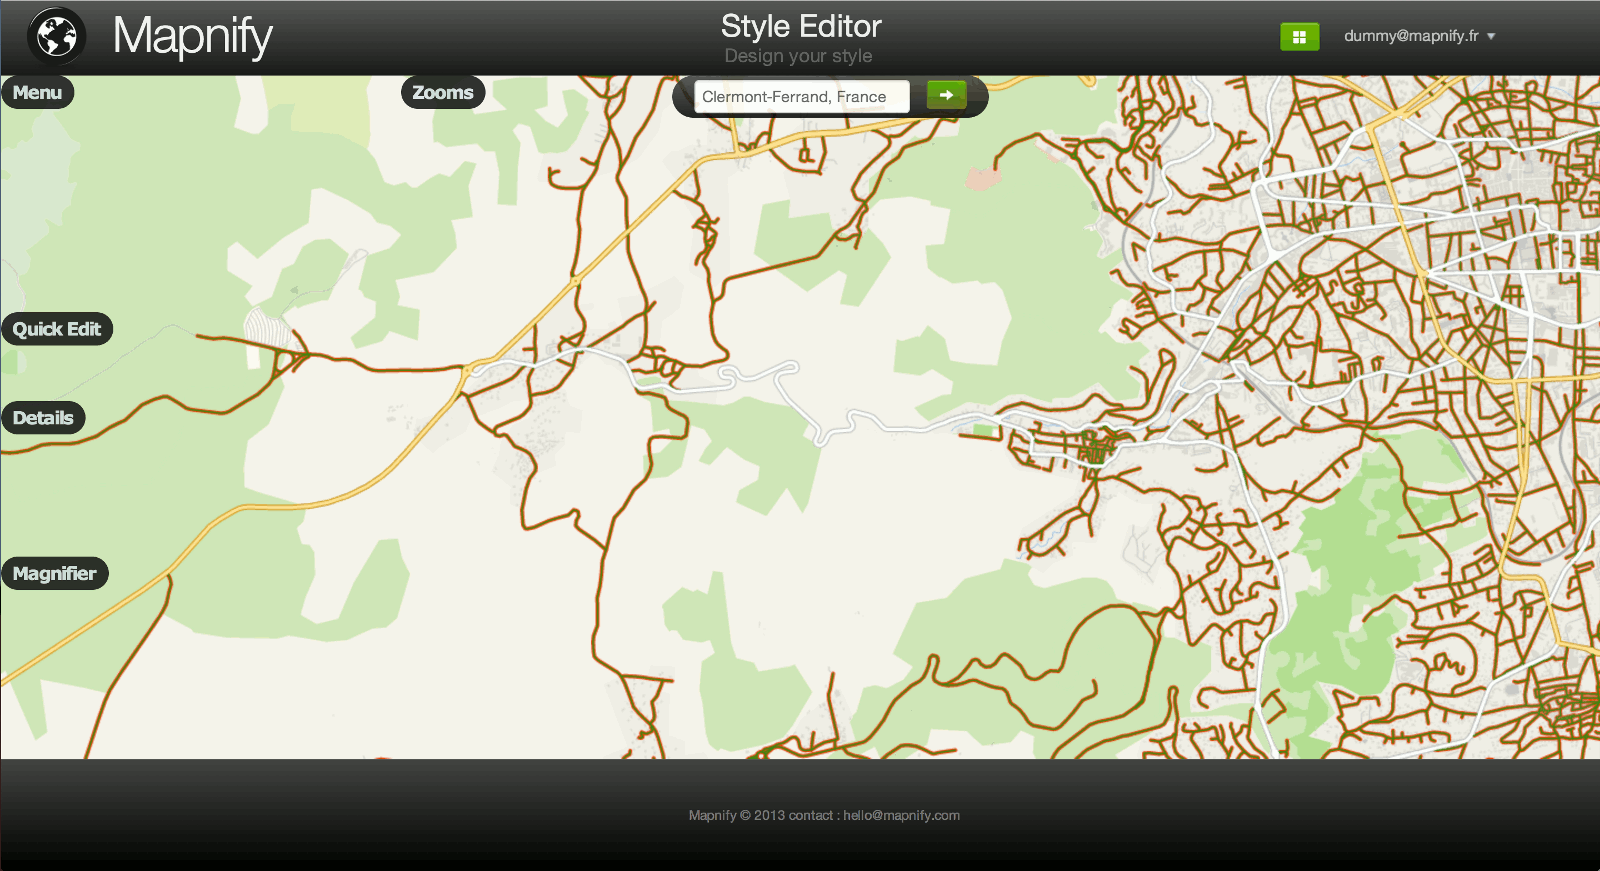 Mapnify
Style Editor
Design your style
dummy@mapnify.fr
Menu
Zooms
Clermont-Ferrand, France
Quick Edit
Details
Magnifier
Mapnify © 2013 contact : hello@mapnify.com